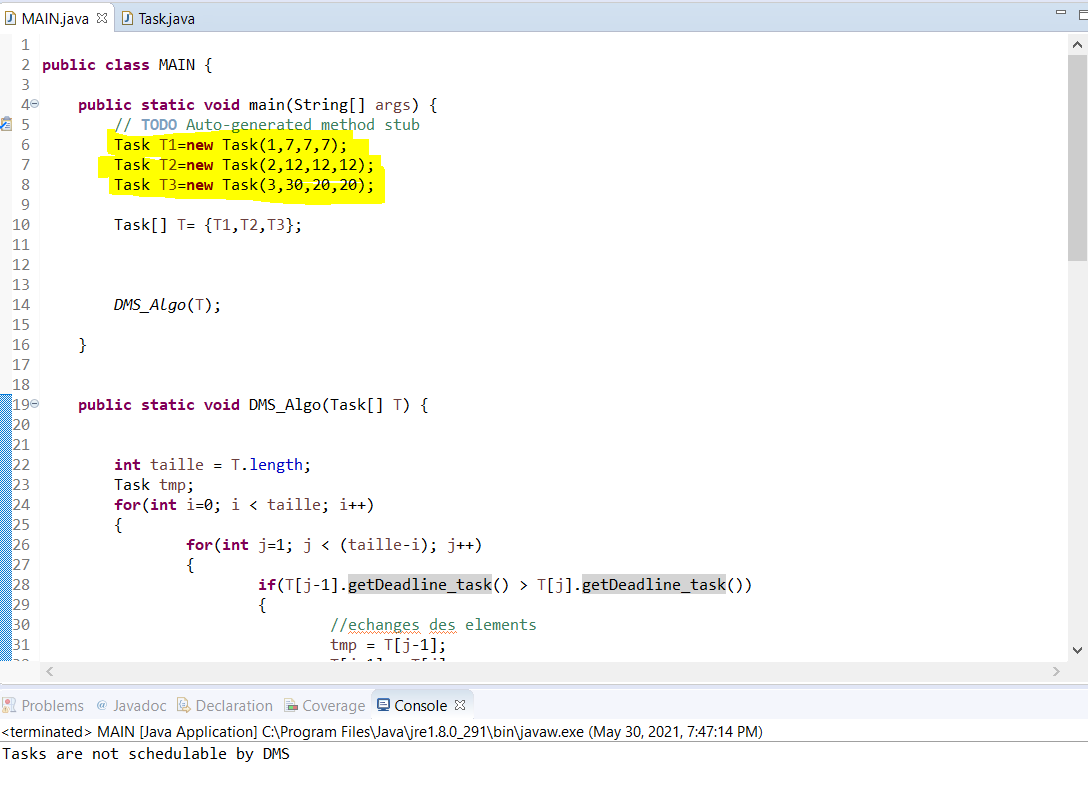 MAIN.java
Task.java
1
2 public class MAIN {
3
4 public static void main(String[] args) {
5 // TODO Auto-generated method stub
6 Task T1=new Task(1,7,7,7);
7 Task T2=new Task(2,12,12,12);
8 Task T3=new Task(3,30,20,20);
9
10 Task[] T= {T1,T2,T3};
11
12
13
14 DMS_Algo(T);
15
16 }
17
18
19 public static void DMS_Algo(Task[] T) {
20
21
22 int taille = T.length;
23 Task tmp;
24 for(int i=0; i < taille; i++)
25 {
26 for(int j=1; j < (taille-i); j++)
27 {
28 if(T[j-1].getDeadline_task() > T[j].getDeadline_task())
29 {
30 //echanges des elements
31 tmp = T[j-1];
Problems @ Javadoc Declaration Coverage Console
<terminated> MAIN [Java Application] C:\Program Files\Java\jre1.8.0_291\bin\javaw.exe (May 30, 2021, 7:47:14 PM)
Tasks are not schedulable by DMS